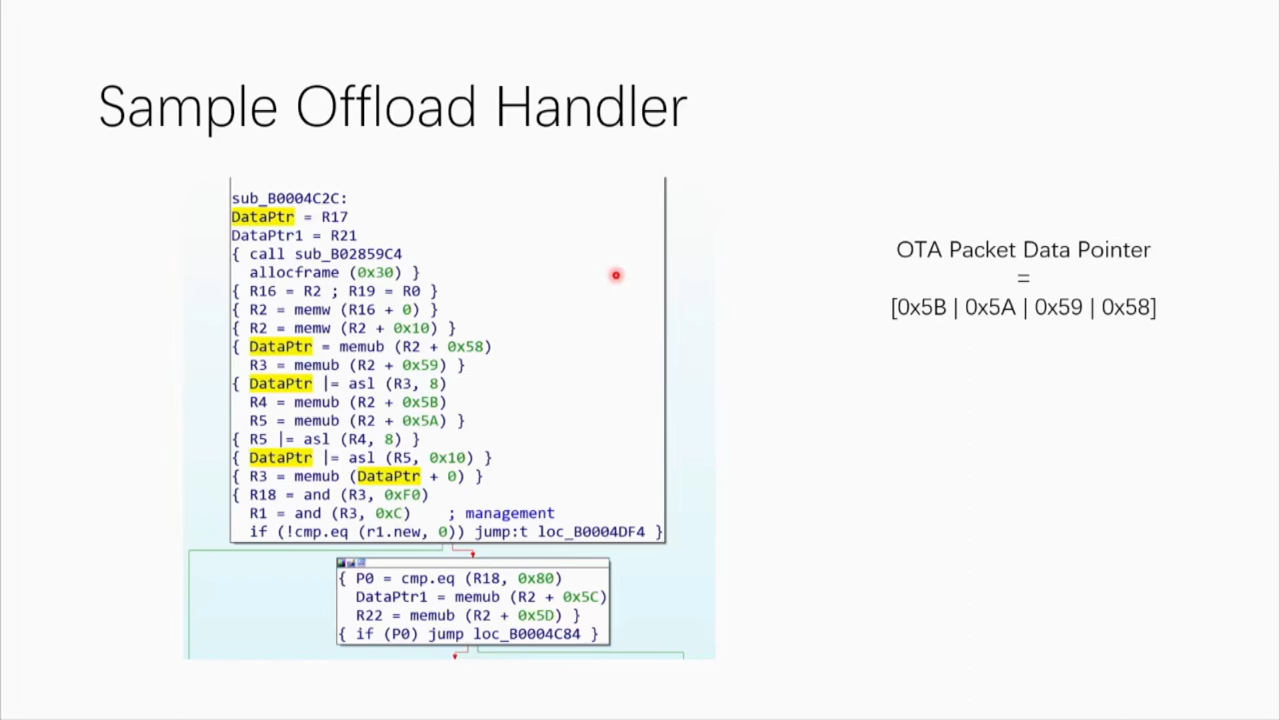 Sample Offload Handler
sub_B0004C2C:
DataPtr = R17
DataPtr1 = R21
{ call sub_B02859C4
allocframe (0x30) }
{ R16 = R2 ; R19 = R0 }
{ R2 = memw (R16 + 0) }
{ R2 = memw (R2 + 0x10) }
{ DataPtr = memub (R2 + 0x58)
R3 = memub (R2 + 0x59) }
{ DataPtr |= asl (R3, 8)
R4 = memub (R2 + 0x5B)
R5 = memub (R2 + 0x5A) }
{ R5 |= asl (R4, 8) }
{ DataPtr |= asl (R5, 0x10) }
{ R3 = memub (DataPtr + 0) }
{ R18 = and (R3, 0xF0)
R1 = and (R3, 0xC) ; management
if (!cmp.eq (r1.new, 0)) jump:t loc_B0004DF4 }
{ P0 = cmp.eq (R18, 0x80)
DataPtr1 = memub (R2 + 0x5C)
R22 = memub (R2 + 0x5D) }
{ if (P0) jump loc_B0004C84 }
OTA Packet Data Pointer
=
[0x5B | 0x5A | 0x59 | 0x58]